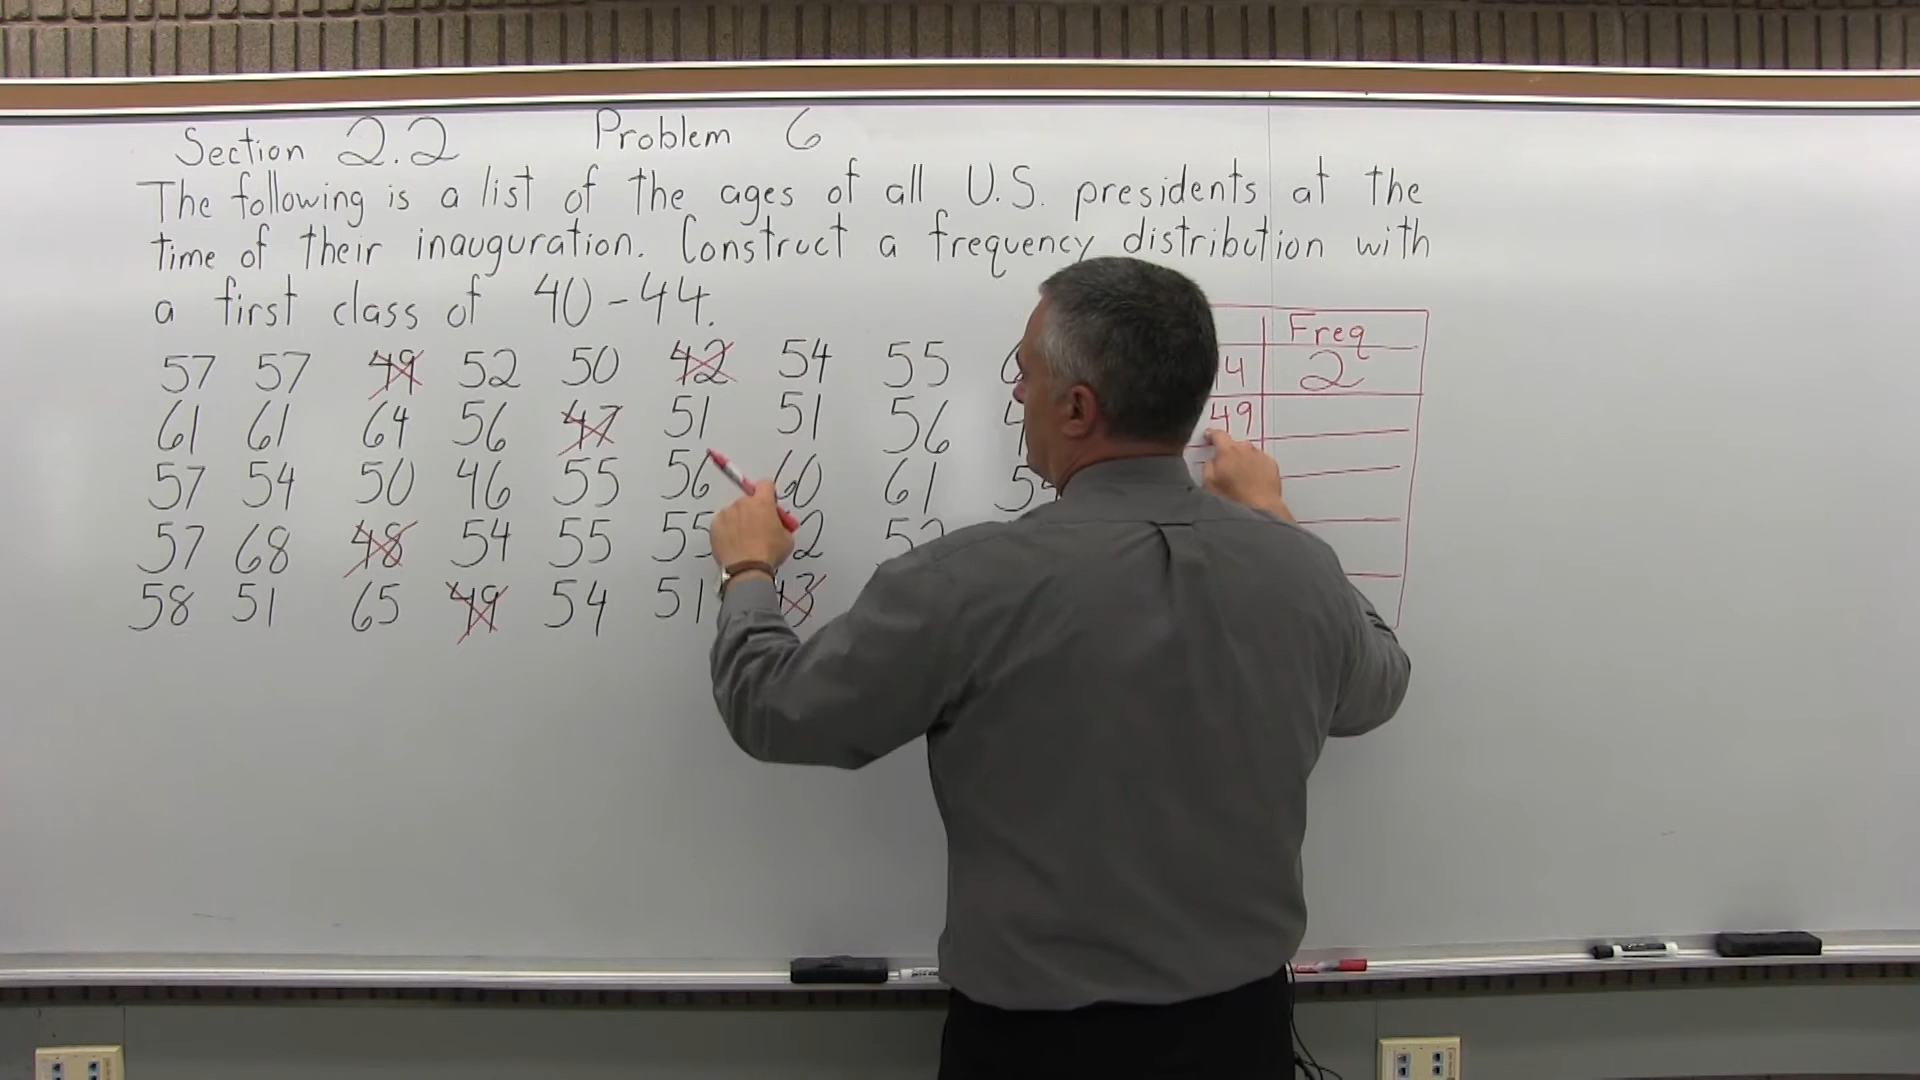 Section 2.2 Problem 6
The following is a list of the ages of all U.S. presidents at the
time of their inauguration. Construct a frequency distribution with
a first class of 40-44.
Freq
57 57 49 52 50 42 54 55
2
61 61 64 56 47 51 51 56
49
57 54 50 46 55 56 60 61
57 68 48 54 55 55
58 51 65 49 54 51 43